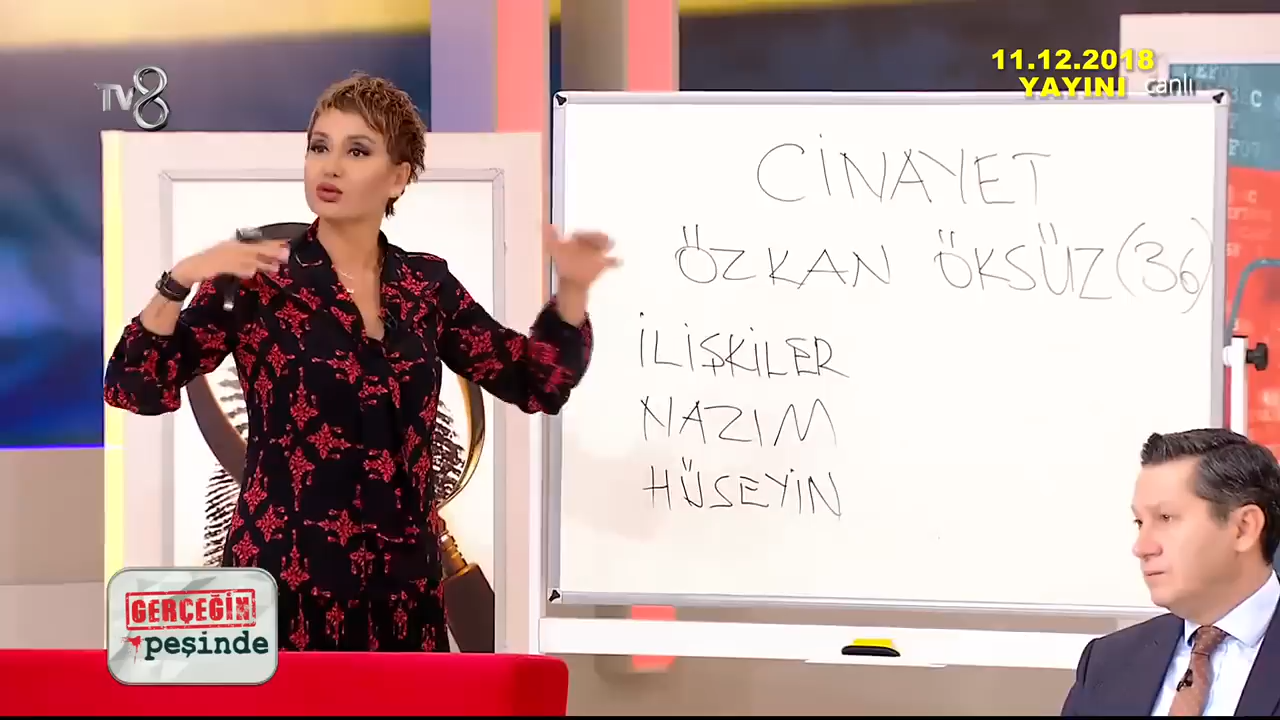 TV8
11.12.2018
YAYINI canlı
CİNAYET
ÖZKAN ÖKSÜZ (36)
İLİŞKİLER
NAZIM
HÜSEYİN
GERÇEĞİN
peşinde